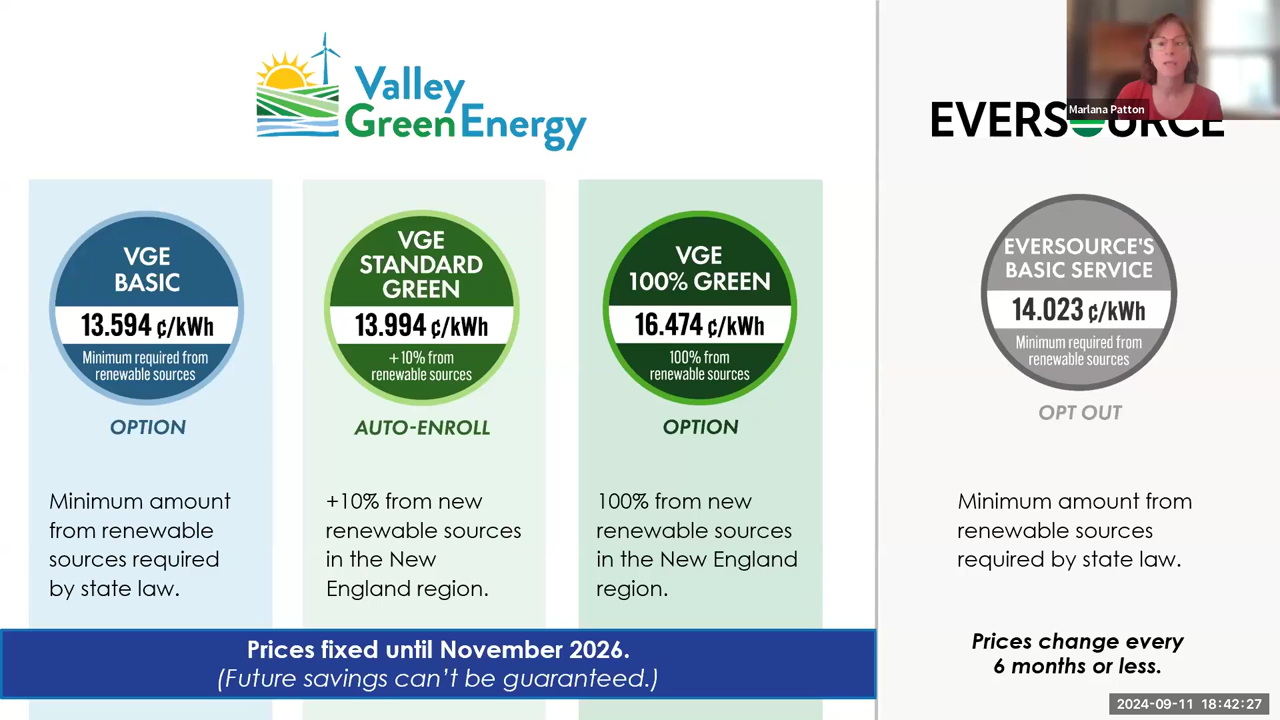 Valley
GreenEnergy
Marlana Patton
EVERSOURCE
VGE
BASIC
13.594 ¢/kWh
Minimum required from
renewable sources
OPTION
VGE
STANDARD
GREEN
13.994 ¢/kWh
+10% from
renewable sources
AUTO-ENROLL
VGE
100% GREEN
16.474 ¢/kWh
100% from
renewable sources
OPTION
EVERSOURCE'S
BASIC SERVICE
14.023 ¢/kWh
Minimum required from
renewable sources
OPT OUT
Minimum amount
from renewable
sources required
by state law.
+10% from new
renewable sources
in the New
England region.
100% from new
renewable sources
in the New England
region.
Minimum amount from
renewable sources
required by state law.
Prices fixed until November 2026.
(Future savings can't be guaranteed.)
Prices change every
6 months or less.
2024-09-11 18:42:27